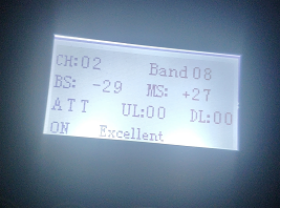 CH:02 Band 08
BS: -29 MS: +27
ATT UL:00 DL:00
ON Excellent